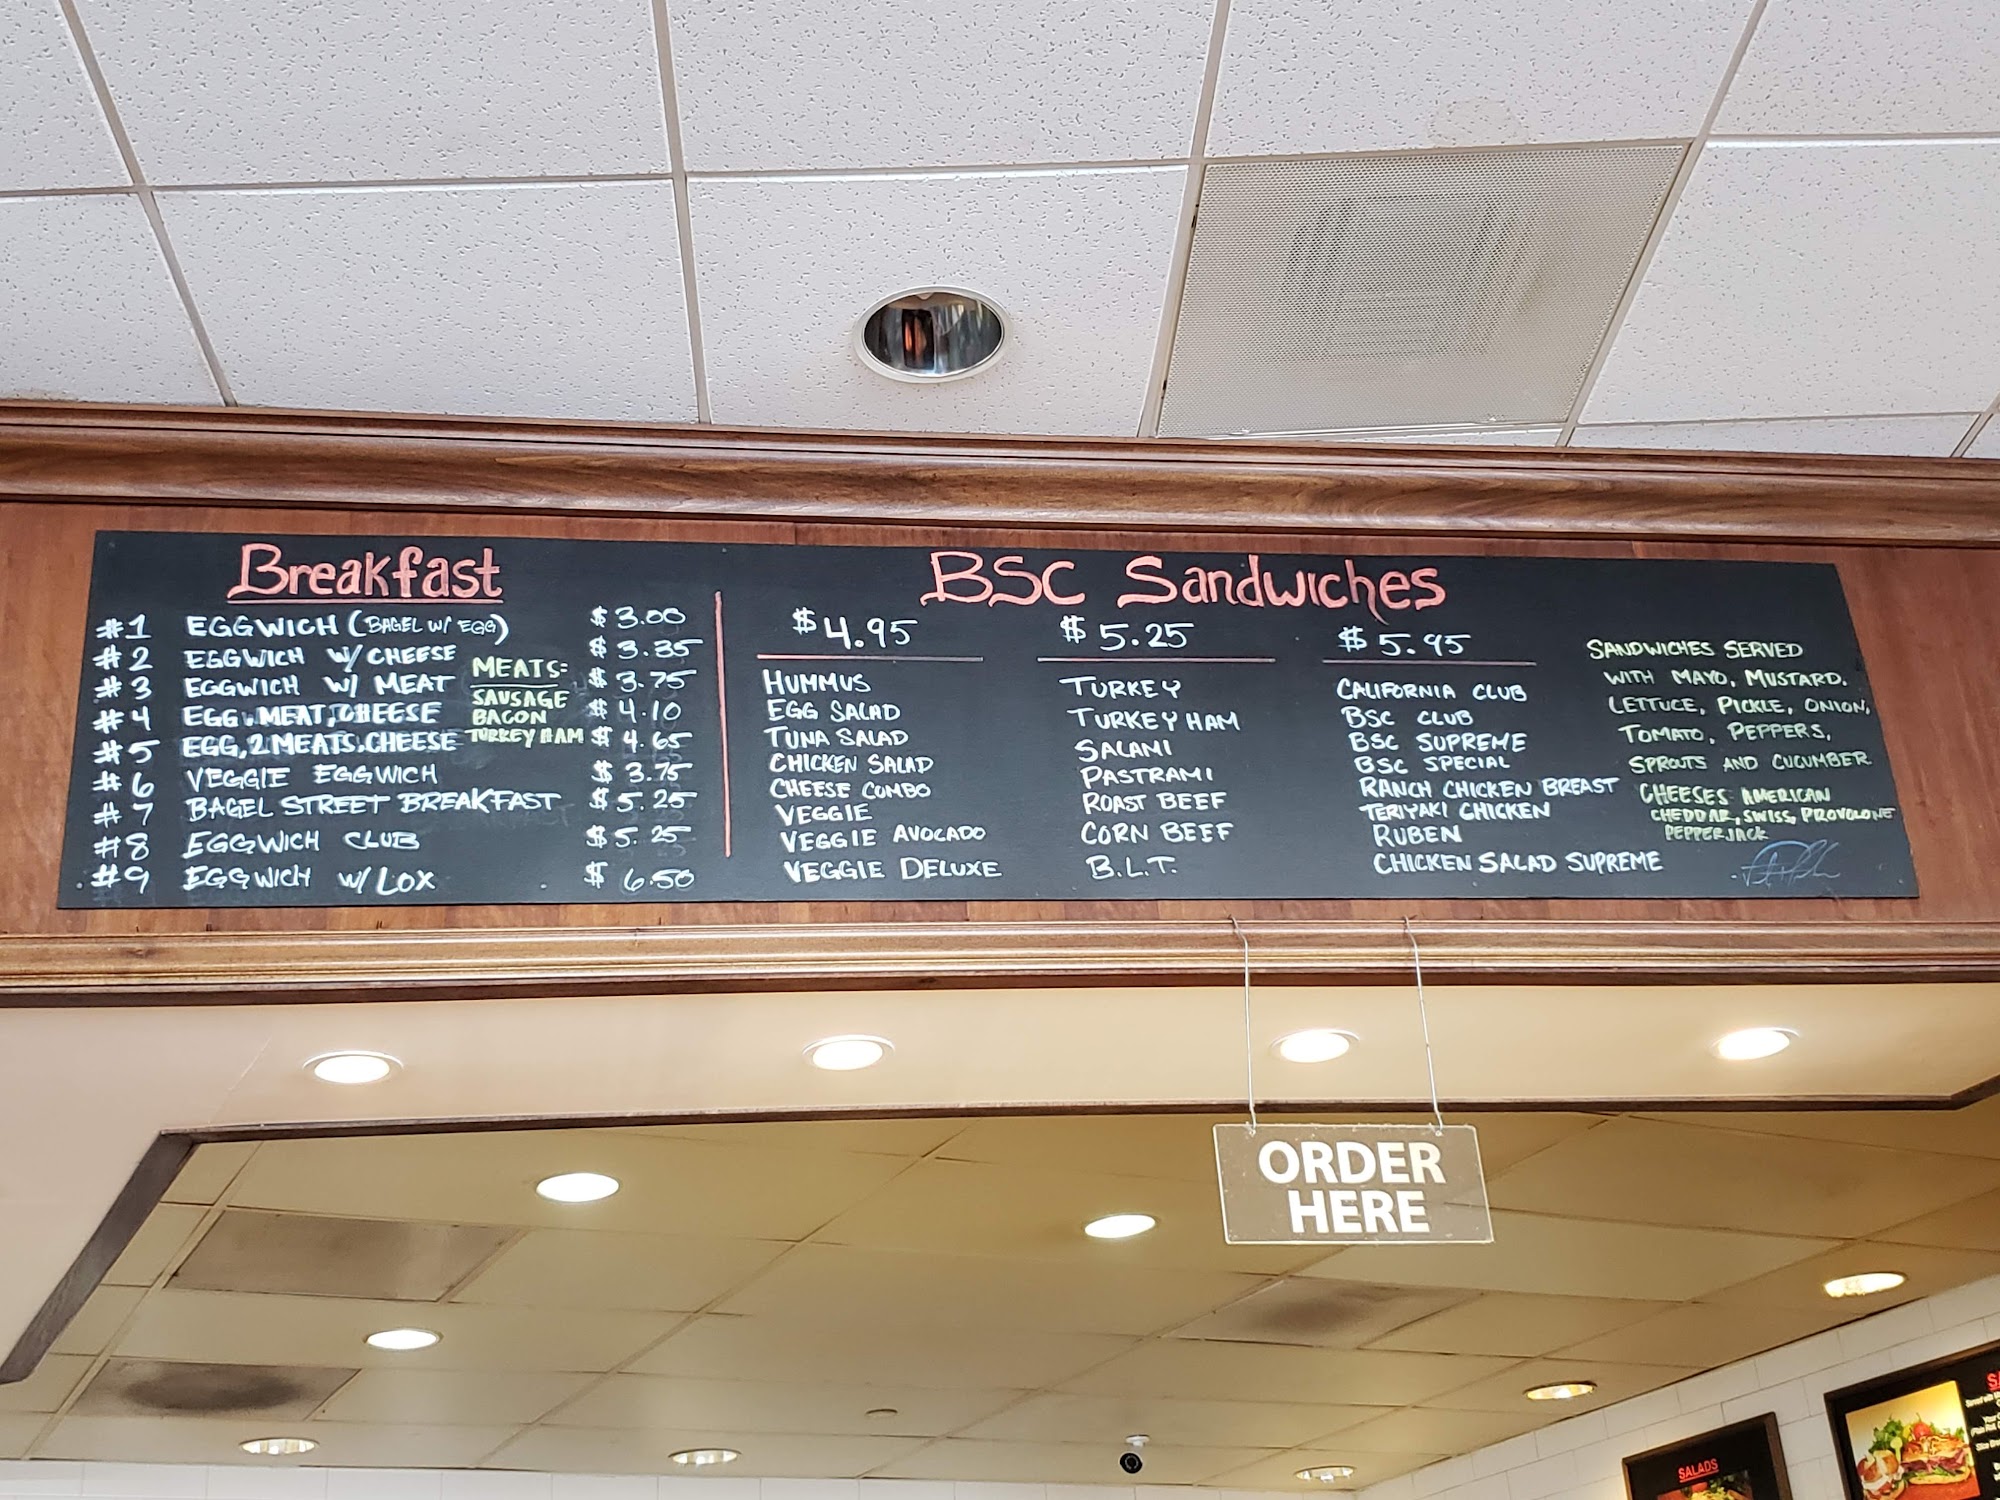 Breakfast
#1 EGGWICH (BAGEL W/ EGG) $3.00
#2 EGGWICH W/ CHEESE $3.35
#3 EGGWICH W/ MEAT $3.75
#4 EGG, MEAT, CHEESE $4.10
#5 EGG, 2 MEATS, CHEESE $4.65
#6 VEGGIE EGGWICH $3.75
#7 BAGEL STREET BREAKFAST $5.25
#8 EGGWICH CLUB $5.25
#9 EGGWICH W/ LOX $6.50
MEATS:
SAUSAGE
BACON
TURKEY HAM
BSC Sandwiches
$4.95
HUMMUS
EGG SALAD
TUNA SALAD
CHICKEN SALAD
CHEESE COMBO
VEGGIE
VEGGIE AVOCADO
VEGGIE DELUXE
$5.25
TURKEY
TURKEY HAM
SALAMI
PASTRAMI
ROAST BEEF
CORN BEEF
B.L.T.
$5.95
CALIFORNIA CLUB
BSC CLUB
BSC SUPREME
BSC SPECIAL
RANCH CHICKEN BREAST
TERIYAKI CHICKEN
RUBEN
CHICKEN SALAD SUPREME
SANDWICHES SERVED
WITH MAYO, MUSTARD.
LETTUCE, PICKLE, ONION,
TOMATO, PEPPERS,
SPROUTS AND CUCUMBER
CHEESES AMERICAN
CHEDDAR, SWISS, PROVOLONE
PEPPERJACK
ORDER
HERE
SALADS